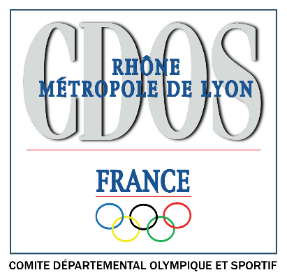 CDOS
RHÔNE
MÉTROPOLE DE LYON
FRANCE
COMITE DÉPARTEMENTAL OLYMPIQUE ET SPORTIF